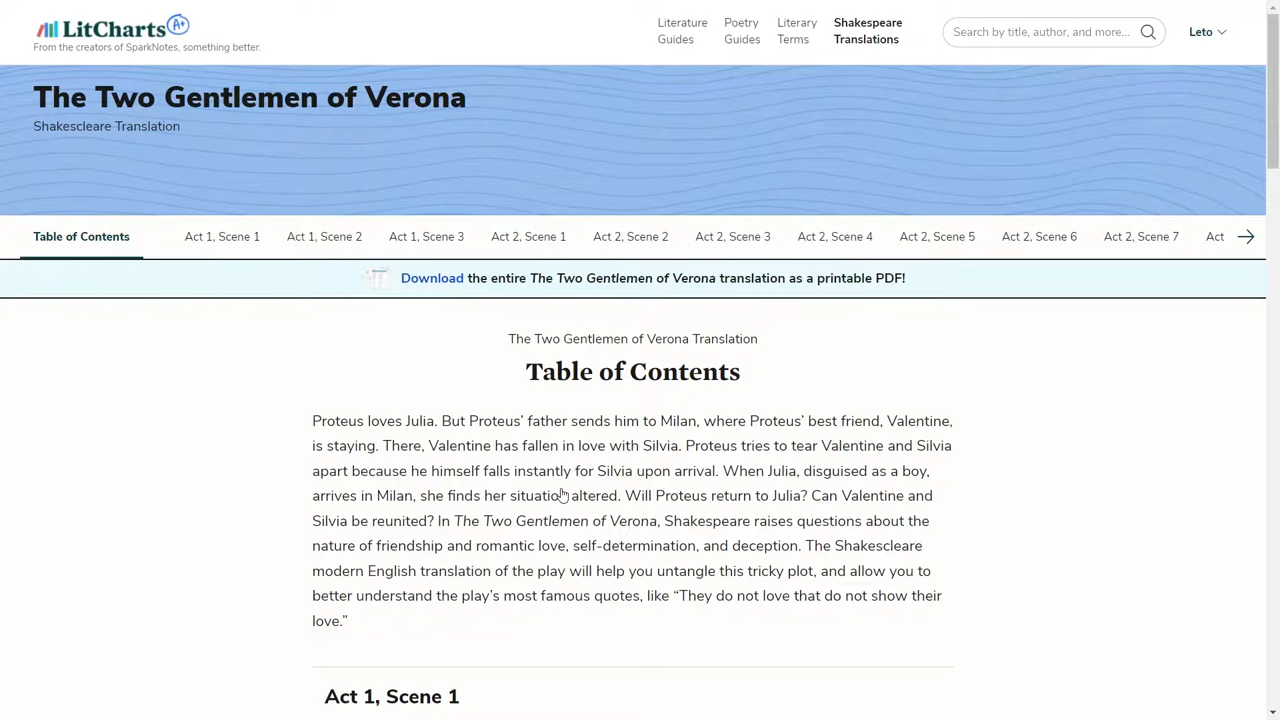 LitCharts A+
From the creators of SparkNotes, something better.
Literature
Guides
Poetry
Guides
Literary
Terms
Shakespeare
Translations
Search by title, author, and more...
Leto
The Two Gentlemen of Verona
Shakescleare Translation
Table of Contents
Act 1, Scene 1
Act 1, Scene 2
Act 1, Scene 3
Act 2, Scene 1
Act 2, Scene 2
Act 2, Scene 3
Act 2, Scene 4
Act 2, Scene 5
Act 2, Scene 6
Act 2, Scene 7
Act
Download the entire The Two Gentlemen of Verona translation as a printable PDF!
The Two Gentlemen of Verona Translation
Table of Contents
Proteus loves Julia. But Proteus’ father sends him to Milan, where Proteus’ best friend, Valentine,
is staying. There, Valentine has fallen in love with Silvia. Proteus tries to tear Valentine and Silvia
apart because he himself falls instantly for Silvia upon arrival. When Julia, disguised as a boy,
arrives in Milan, she finds her situation altered. Will Proteus return to Julia? Can Valentine and
Silvia be reunited? In The Two Gentlemen of Verona, Shakespeare raises questions about the
nature of friendship and romantic love, self-determination, and deception. The Shakescleare
modern English translation of the play will help you untangle this tricky plot, and allow you to
better understand the play’s most famous quotes, like “They do not love that do not show their
love.”
Act 1, Scene 1